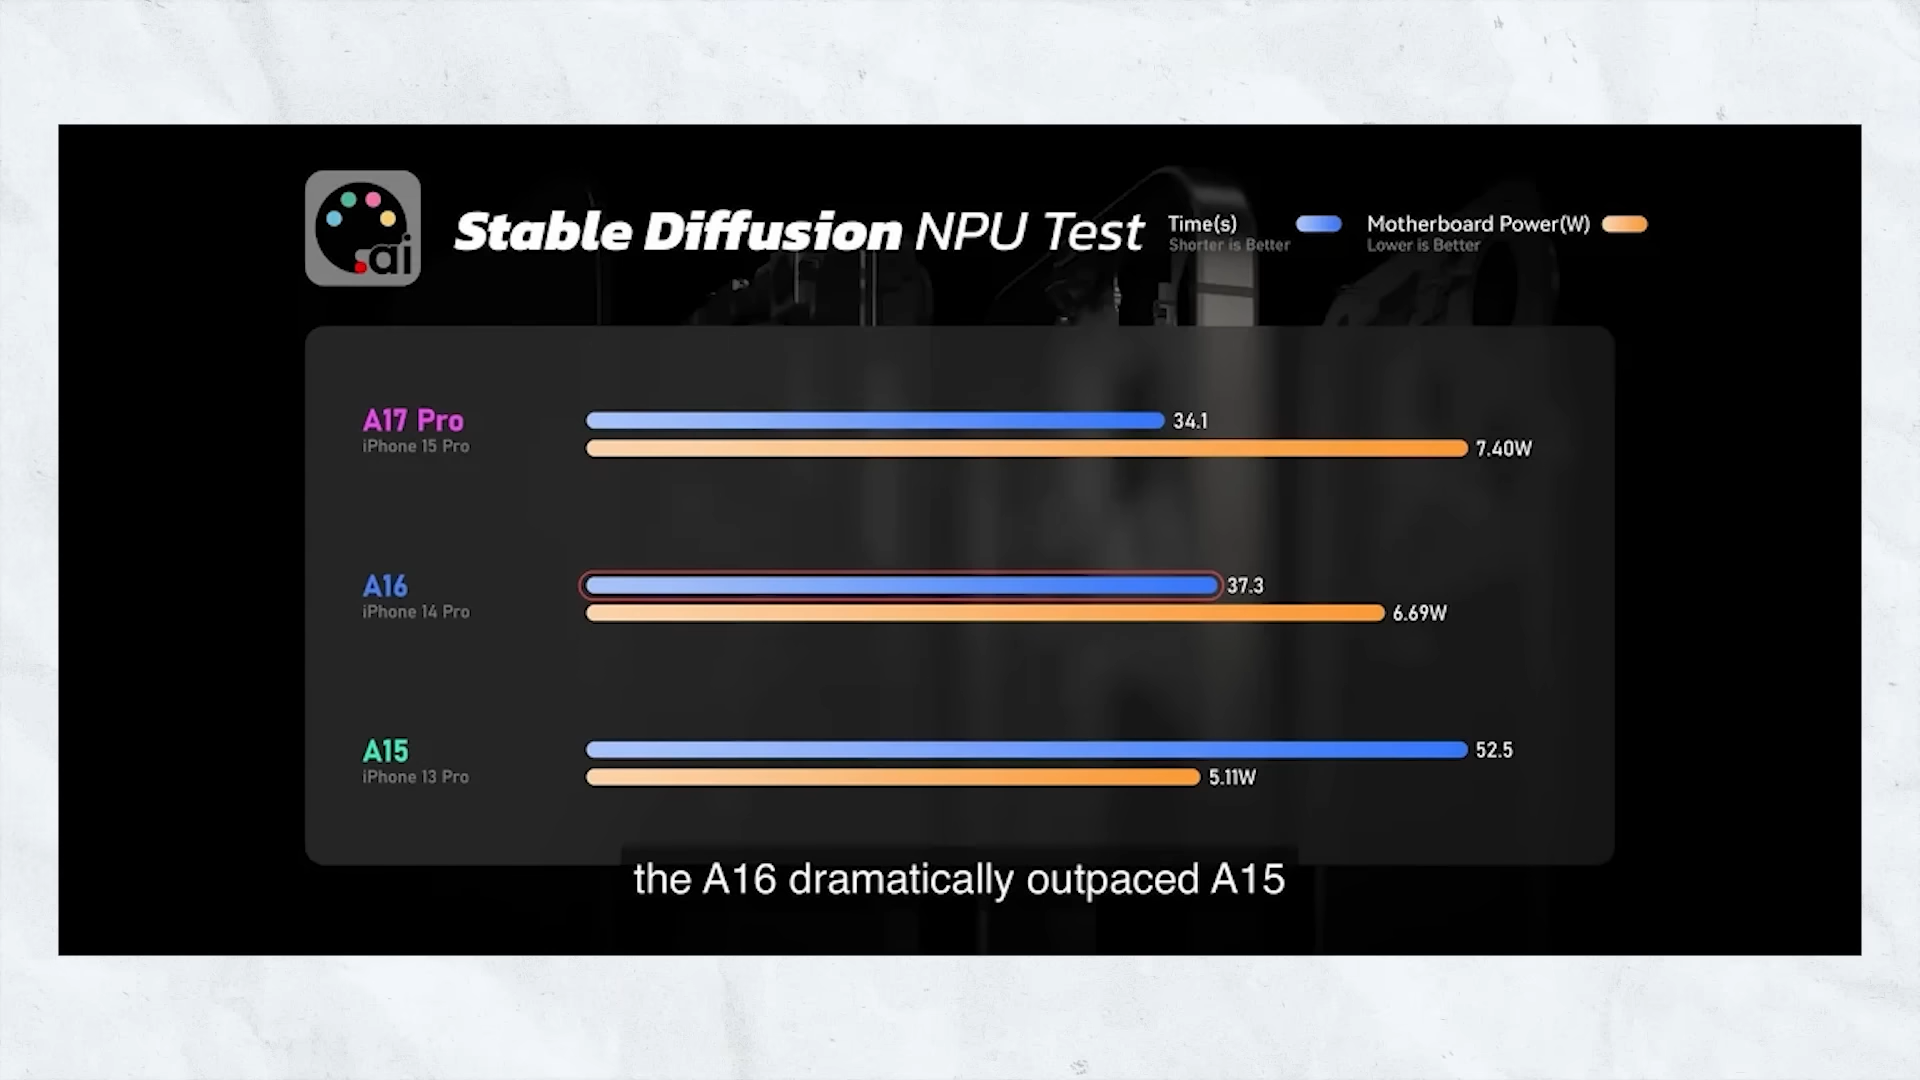 .ai
Stable Diffusion NPU Test
Time(s)
Shorter is Better
Motherboard Power(W)
Lower is Better
A17 Pro
iPhone 15 Pro
34.1
7.40W
A16
iPhone 14 Pro
37.3
6.69W
A15
iPhone 13 Pro
52.5
5.11W
the A16 dramatically outpaced A15